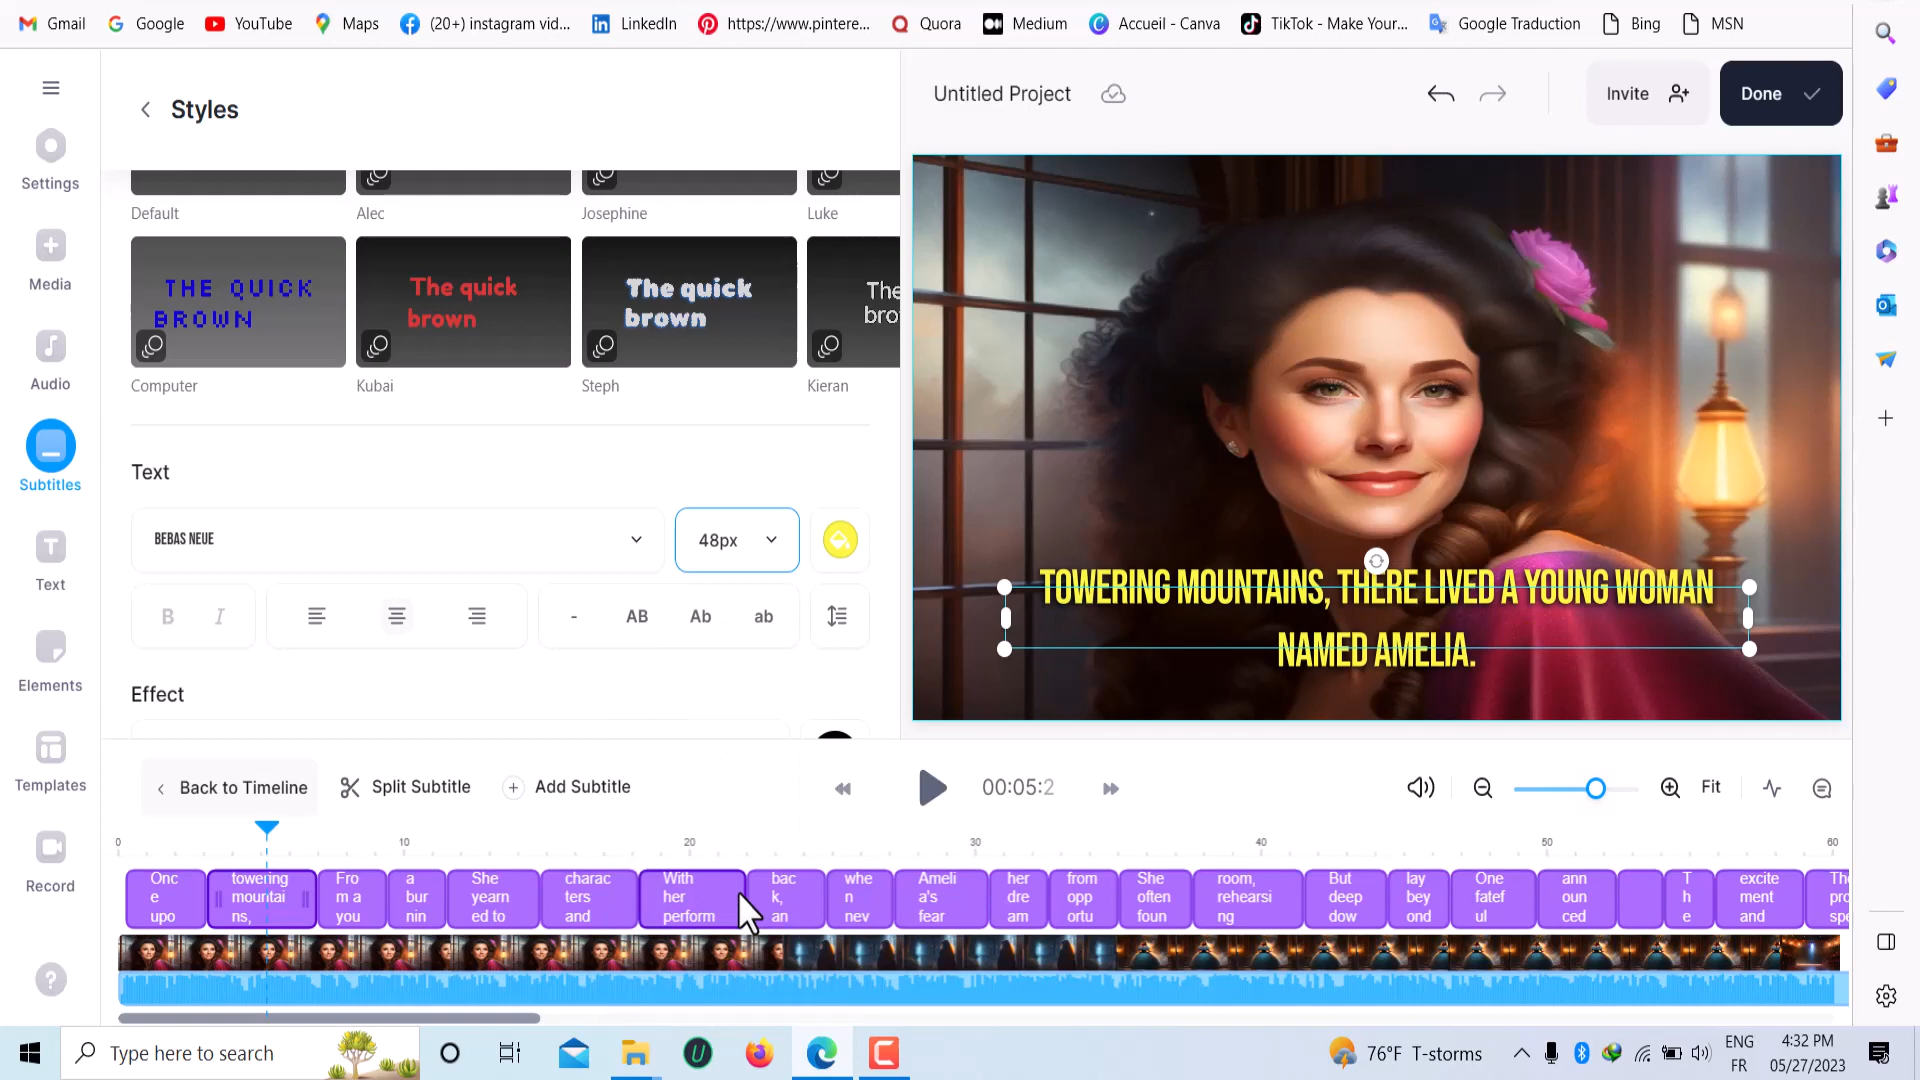 Gmail Google YouTube Maps (20+) instagram vid... LinkedIn https://www.pintere... Quora Medium Accueil - Canva TikTok - Make Your... Google Traduction Bing MSN
Styles
Untitled Project
Invite
Done
Settings
Media
Audio
Subtitles
Text
Elements
Templates
Record
Default Alec Josephine Luke
THE QUICK
BROWN
The quick
brown
The quick
brown
The
bro
Computer Kubai Steph Kieran
Text
BEBAS NEUE 48px
B I - AB Ab ab
Effect
TOWERING MOUNTAINS, THERE LIVED A YOUNG WOMAN
NAMED AMELIA.
Back to Timeline Split Subtitle Add Subtitle 00:05:2 Fit
0 10 20 30 40 50 60
Onc
e
upo
towering
mountai
ns,
Fro
m a
you
a
bur
nin
She
yearn
ed to
charac
ters
and
With
her
perform
bac
k,
an
whe
n
nev
Ameli
a's
fear
her
dre
am
from
opp
ortu
She
often
foun
room,
rehearsi
ng
But
deep
dow
lay
bey
ond
One
fatef
ul
ann
oun
ced
T
h
e
excite
ment
and
The
pro
spe
Type here to search
76°F T-storms
ENG
FR
4:32 PM
05/27/2023